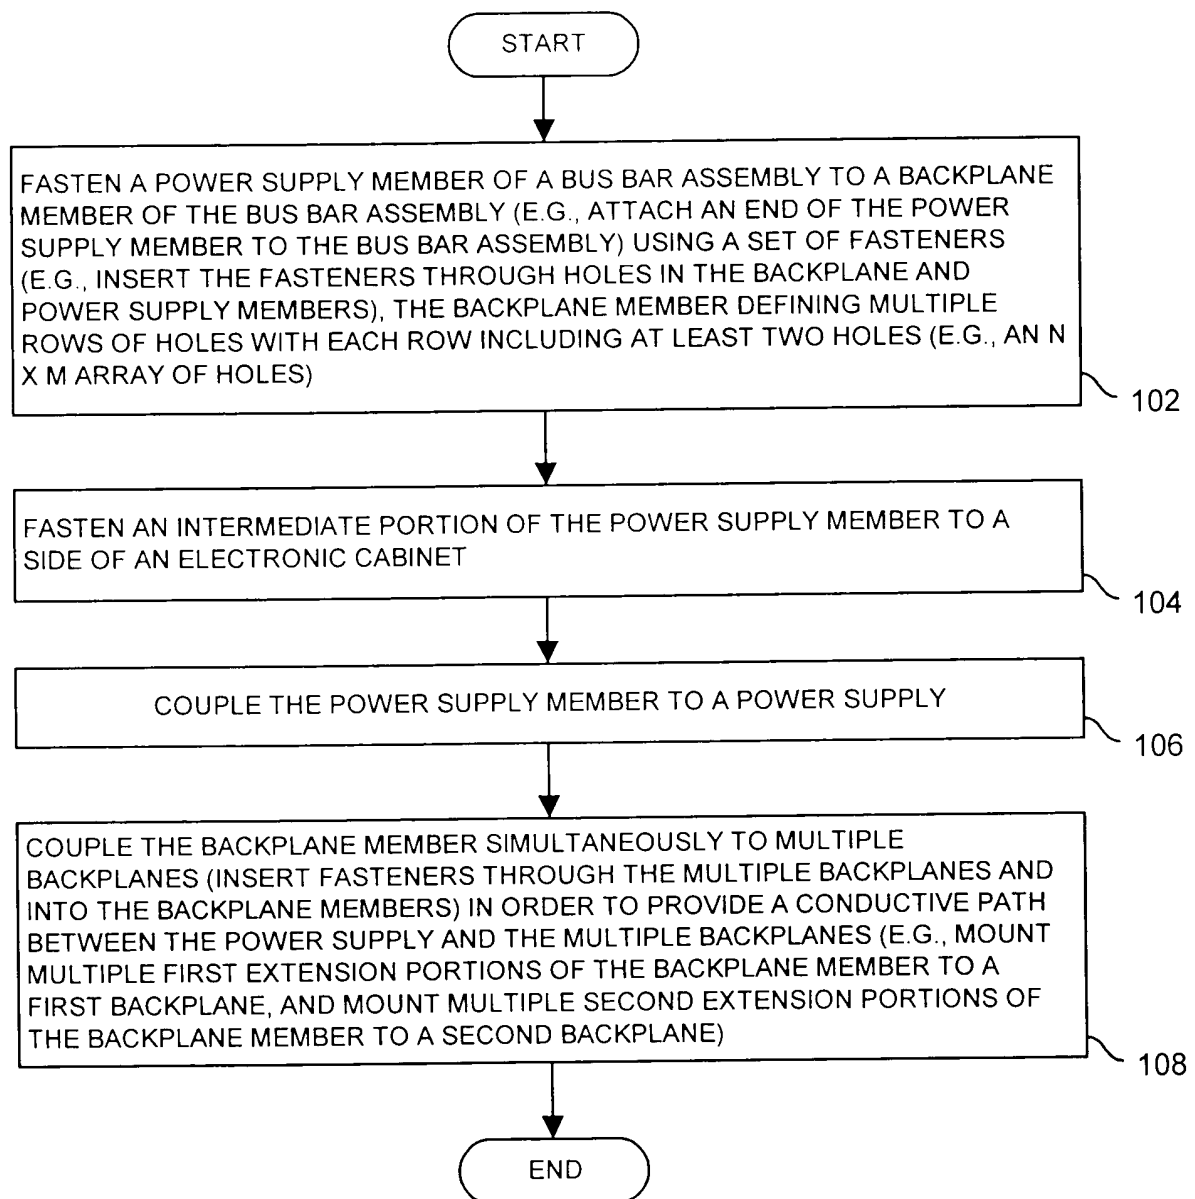 START
FASTEN A POWER SUPPLY MEMBER OF A BUS BAR ASSEMBLY TO A BACKPLANE
MEMBER OF THE BUS BAR ASSEMBLY (E.G., ATTACH AN END OF THE POWER
SUPPLY MEMBER TO THE BUS BAR ASSEMBLY) USING A SET OF FASTENERS
(E.G., INSERT THE FASTENERS THROUGH HOLES IN THE BACKPLANE AND
POWER SUPPLY MEMBERS), THE BACKPLANE MEMBER DEFINING MULTIPLE
ROWS OF HOLES WITH EACH ROW INCLUDING AT LEAST TWO HOLES (E.G., AN N
X M ARRAY OF HOLES)
102
FASTEN AN INTERMEDIATE PORTION OF THE POWER SUPPLY MEMBER TO A
SIDE OF AN ELECTRONIC CABINET
104
COUPLE THE POWER SUPPLY MEMBER TO A POWER SUPPLY
106
COUPLE THE BACKPLANE MEMBER SIMULTANEOUSLY TO MULTIPLE
BACKPLANES (INSERT FASTENERS THROUGH THE MULTIPLE BACKPLANES AND
INTO THE BACKPLANE MEMBERS) IN ORDER TO PROVIDE A CONDUCTIVE PATH
BETWEEN THE POWER SUPPLY AND THE MULTIPLE BACKPLANES (E.G., MOUNT
MULTIPLE FIRST EXTENSION PORTIONS OF THE BACKPLANE MEMBER TO A
FIRST BACKPLANE, AND MOUNT MULTIPLE SECOND EXTENSION PORTIONS OF
THE BACKPLANE MEMBER TO A SECOND BACKPLANE)
108
END